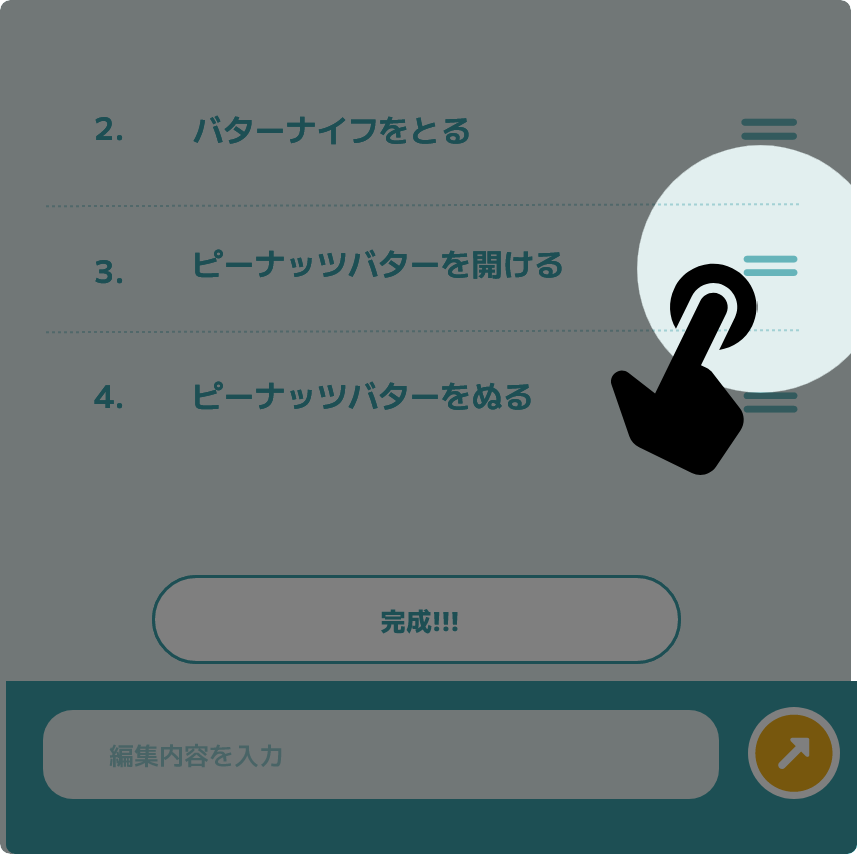 2. バターナイフをとる
3. ピーナッツバターを開ける
4. ピーナッツバターをぬる
完成!!!
編集内容を入力